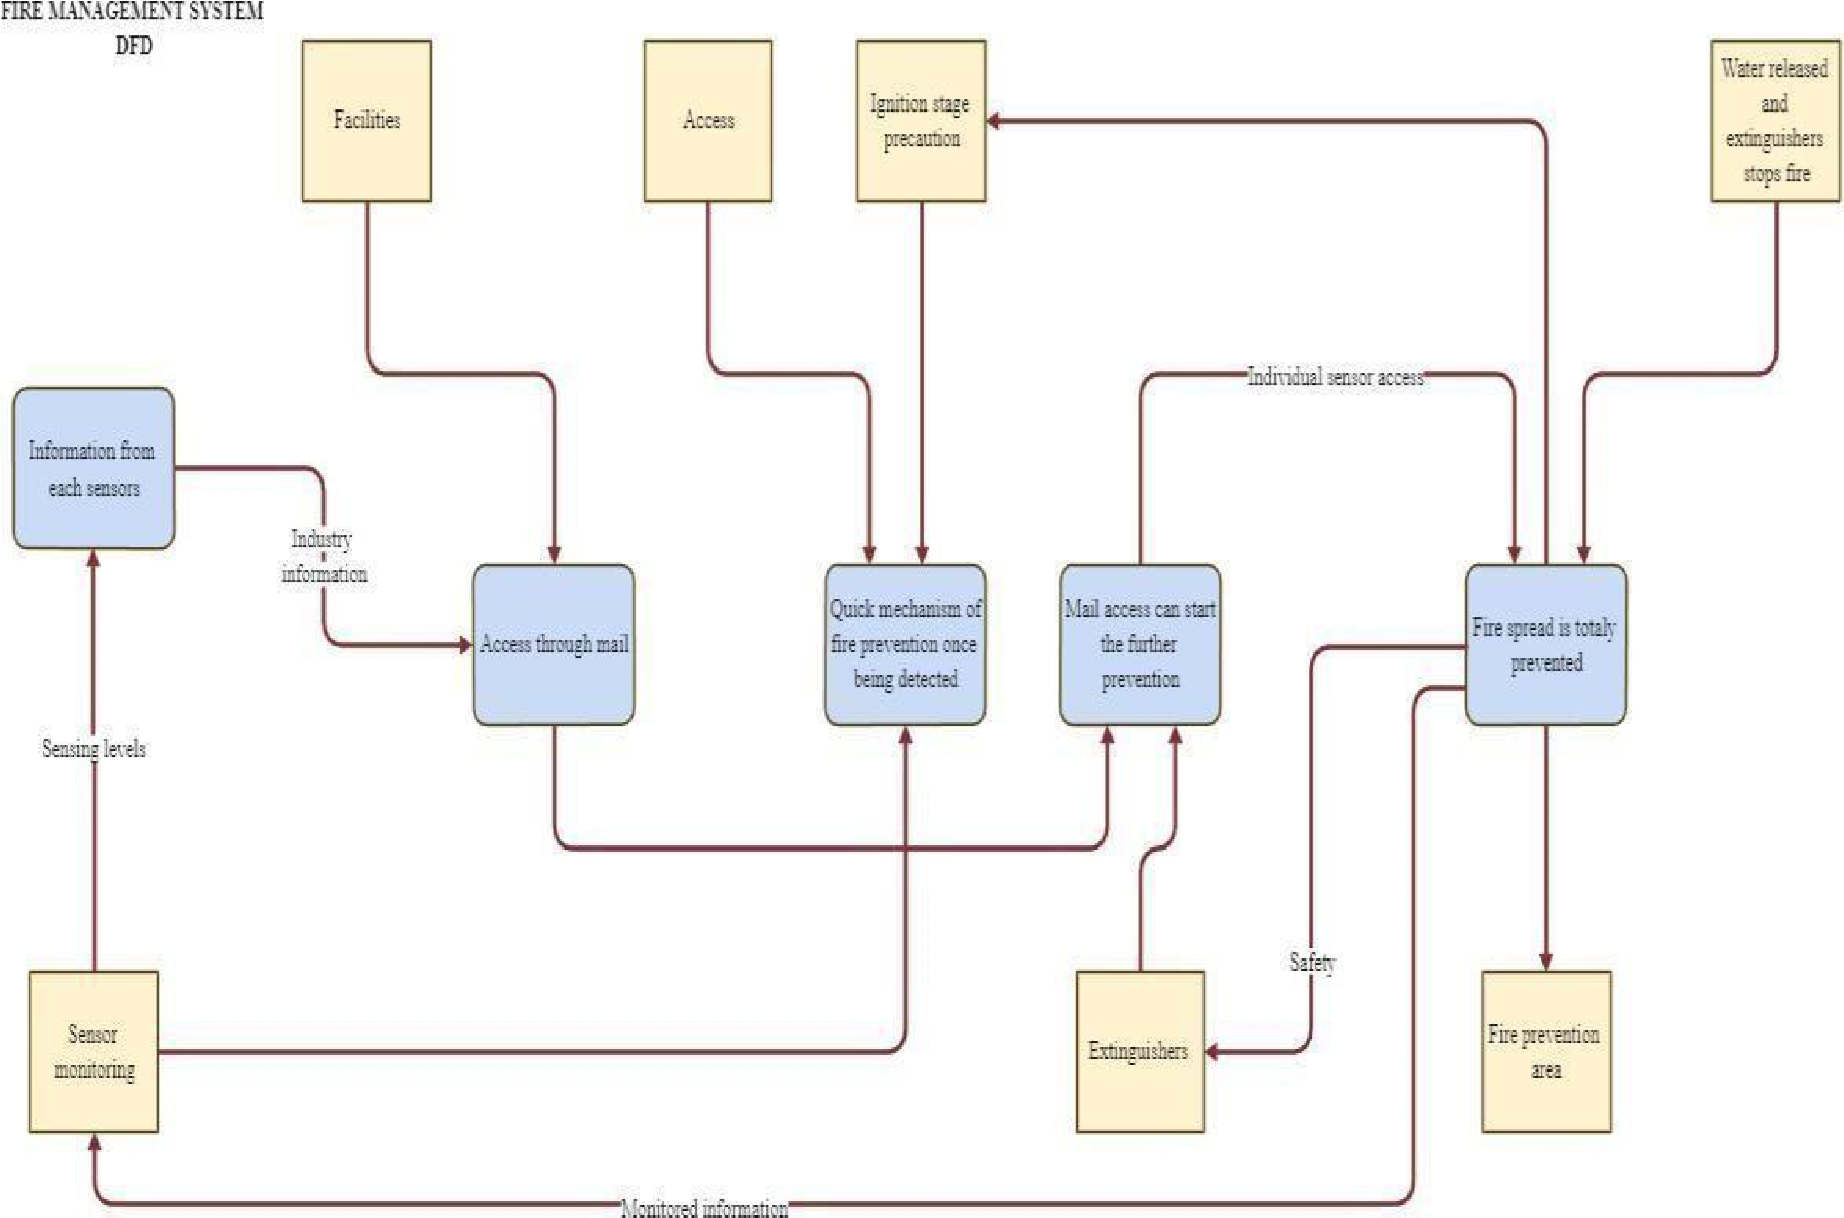 FIRE MANAGEMENT SYSTEM
DFD
Facilities
Access
Ignition stage
precaution
Water released
and
extinguishers
stops fire
Individual sensor access
Information from
each sensors
Industry
information
Access through mail
Quick mechanism of
fire prevention once
being detected
Mail access can start
the further
prevention
Fire spread is totaly
prevented
Sensing levels
Safety
Sensor
monitoring
Extinguishers
Fire prevention
area
Monitored information